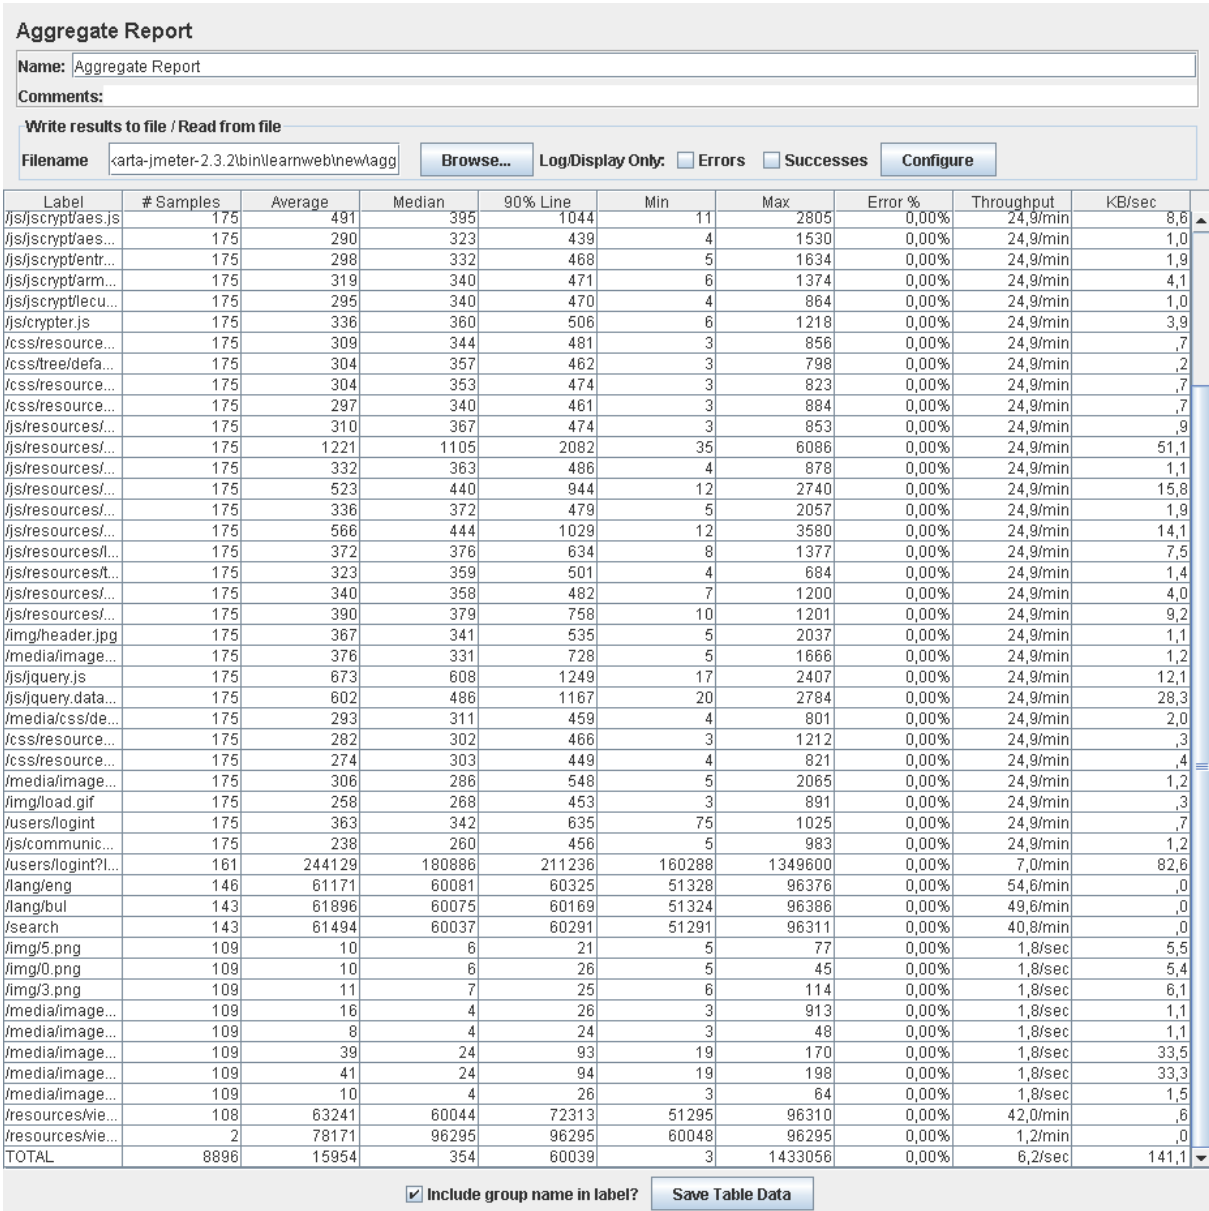 Aggregate Report
Name: Aggregate Report
Comments:
Write results to file / Read from file
Filename karta-jmeter-2.3.2\bin\learnweb\new\agg Browse... Log/Display Only: Errors Successes Configure
Label # Samples Average Median 90% Line Min Max Error % Throughput KB/sec
/js/jscrypt/aes.js 175 491 395 1044 11 2805 0,00% 24,9/min 8,6
/js/jscrypt/aes... 175 290 323 439 4 1530 0,00% 24,9/min 1,0
/js/jscrypt/entr... 175 298 332 468 5 1634 0,00% 24,9/min 1,9
/js/jscrypt/arm... 175 319 340 471 6 1374 0,00% 24,9/min 4,1
/js/jscrypt/lecu... 175 295 340 470 4 864 0,00% 24,9/min 1,0
/js/crypter.js 175 336 360 506 6 1218 0,00% 24,9/min 3,9
/css/resource... 175 309 344 481 3 856 0,00% 24,9/min ,7
/css/tree/defa... 175 304 357 462 3 798 0,00% 24,9/min ,2
/css/resource... 175 304 353 474 3 823 0,00% 24,9/min ,7
/css/resource... 175 297 340 461 3 884 0,00% 24,9/min ,7
/js/resources/... 175 310 367 474 3 853 0,00% 24,9/min ,9
/js/resources/... 175 1221 1105 2082 35 6086 0,00% 24,9/min 51,1
/js/resources/... 175 332 363 486 4 878 0,00% 24,9/min 1,1
/js/resources/... 175 523 440 944 12 2740 0,00% 24,9/min 15,8
/js/resources/... 175 336 372 479 5 2057 0,00% 24,9/min 1,9
/js/resources/... 175 566 444 1029 12 3580 0,00% 24,9/min 14,1
/js/resources/l... 175 372 376 634 8 1377 0,00% 24,9/min 7,5
/js/resources/t... 175 323 359 501 4 684 0,00% 24,9/min 1,4
/js/resources/... 175 340 358 482 7 1200 0,00% 24,9/min 4,0
/js/resources/... 175 390 379 758 10 1201 0,00% 24,9/min 9,2
/img/header.jpg 175 367 341 535 5 2037 0,00% 24,9/min 1,1
/media/image... 175 376 331 728 5 1666 0,00% 24,9/min 1,2
/js/jquery.js 175 673 608 1249 17 2407 0,00% 24,9/min 12,1
/js/jquery.data... 175 602 486 1167 20 2784 0,00% 24,9/min 28,3
/media/css/de... 175 293 311 459 4 801 0,00% 24,9/min 2,0
/css/resource... 175 282 302 466 3 1212 0,00% 24,9/min ,3
/css/resource... 175 274 303 449 4 821 0,00% 24,9/min ,4
/media/image... 175 306 286 548 5 2065 0,00% 24,9/min 1,2
/img/load.gif 175 258 268 453 3 891 0,00% 24,9/min ,3
/users/logint 175 363 342 635 75 1025 0,00% 24,9/min ,7
/js/communic... 175 238 260 456 5 983 0,00% 24,9/min 1,2
/users/logint?l... 161 244129 180886 211236 160288 1349600 0,00% 7,0/min 82,6
/lang/eng 146 61171 60081 60325 51328 96376 0,00% 54,6/min ,0
/lang/bul 143 61896 60075 60169 51324 96386 0,00% 49,6/min ,0
/search 143 61494 60037 60291 51291 96311 0,00% 40,8/min ,0
/img/5.png 109 10 6 21 5 77 0,00% 1,8/sec 5,5
/img/0.png 109 10 6 26 5 45 0,00% 1,8/sec 5,4
/img/3.png 109 11 7 25 6 114 0,00% 1,8/sec 6,1
/media/image... 109 16 4 26 3 913 0,00% 1,8/sec 1,1
/media/image... 109 8 4 24 3 48 0,00% 1,8/sec 1,1
/media/image... 109 39 24 93 19 170 0,00% 1,8/sec 33,5
/media/image... 109 41 24 94 19 198 0,00% 1,8/sec 33,3
/media/image... 109 10 4 26 3 64 0,00% 1,8/sec 1,5
/resources/vie... 108 63241 60044 72313 51295 96310 0,00% 42,0/min ,6
/resources/vie... 2 78171 96295 96295 60048 96295 0,00% 1,2/min ,0
TOTAL 8896 15954 354 60039 3 1433056 0,00% 6,2/sec 141,1
Include group name in label? Save Table Data